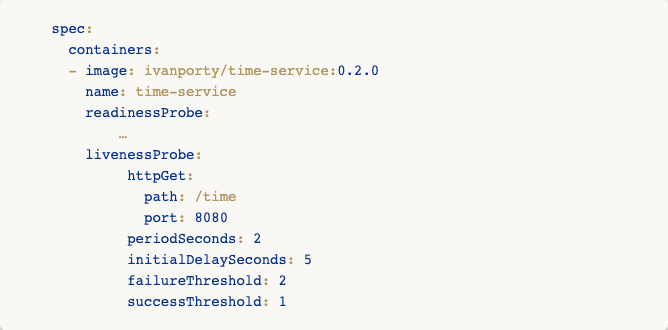 spec:
containers:
- image: ivanporty/time-service:0.2.0
name: time-service
readinessProbe:
…
livenessProbe:
httpGet:
path: /time
port: 8080
periodSeconds: 2
initialDelaySeconds: 5
failureThreshold: 2
successThreshold: 1